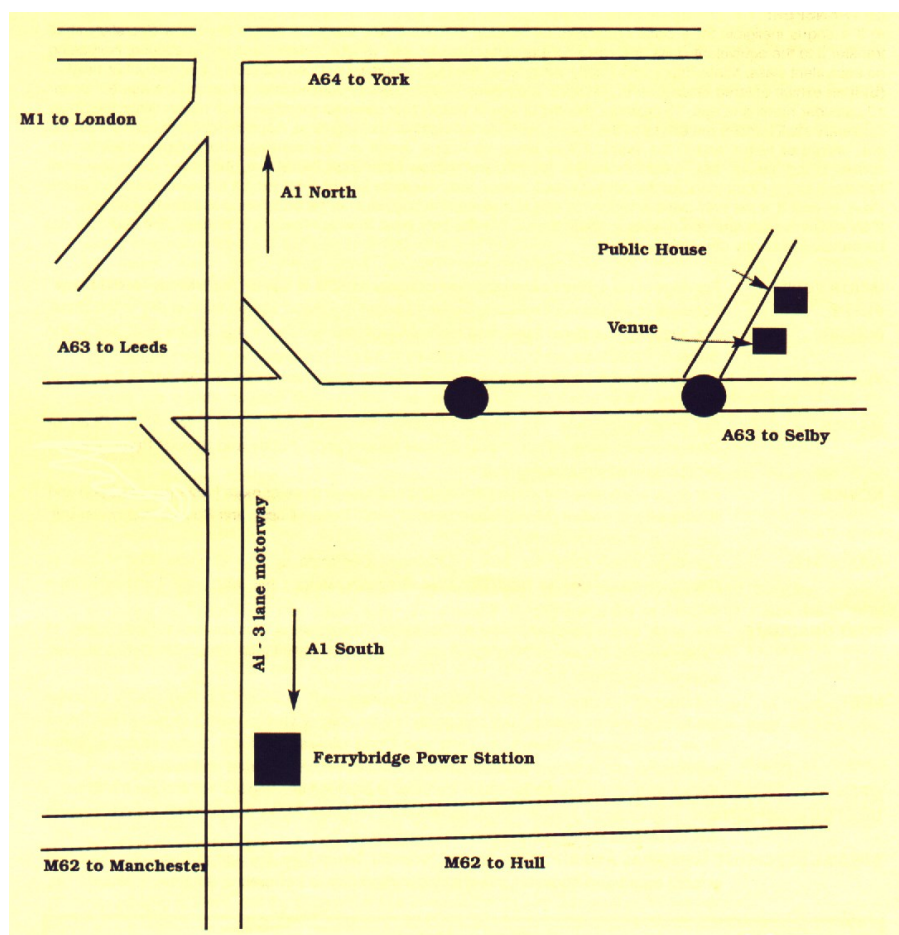 A64 to York
M1 to London
A1 North
Public House
Venue
A63 to Leeds
A63 to Selby
A1 - 3 lane motorway
A1 South
Ferrybridge Power Station
M62 to Manchester
M62 to Hull